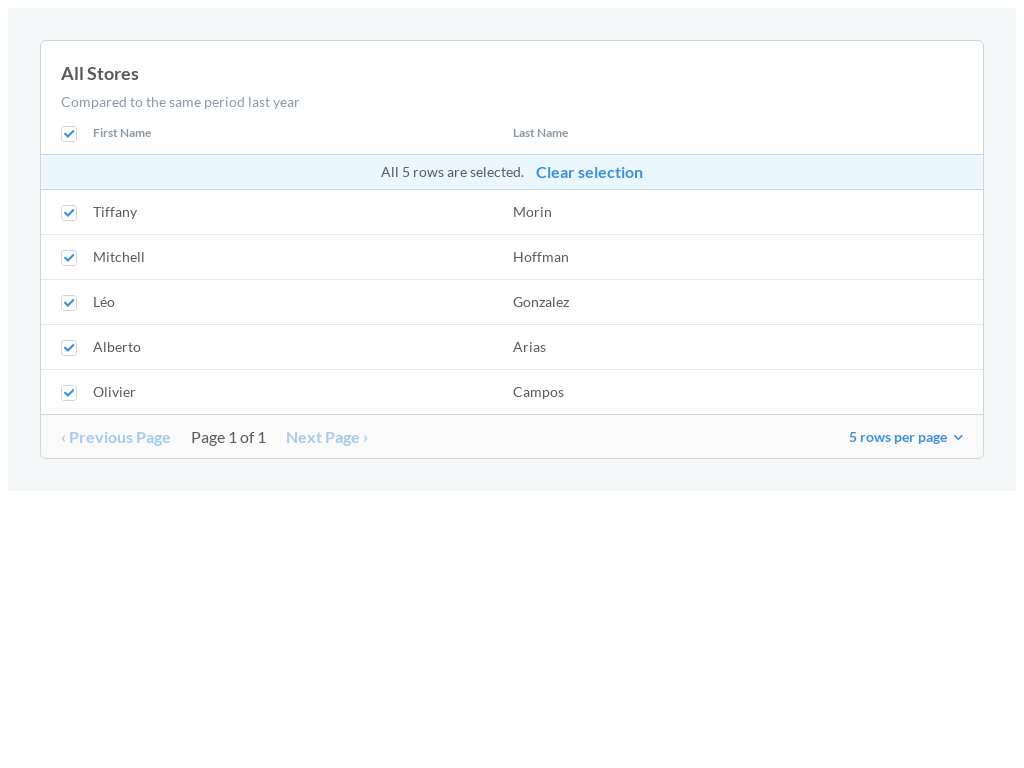 All Stores
Compared to the same period last year
First Name Last Name
All 5 rows are selected. Clear selection
Tiffany Morin
Mitchell Hoffman
Léo Gonzalez
Alberto Arias
Olivier Campos
‹ Previous Page Page 1 of 1 Next Page › 5 rows per page